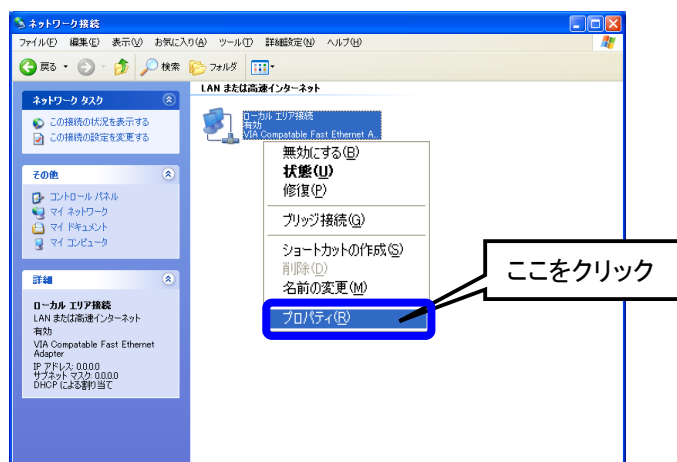 ネットワーク接続
ファイル(F) 編集(E) 表示(V) お気に入り(A) ツール(T) 詳細設定(N) ヘルプ(H)
戻る 検索 フォルダ
LAN または高速インターネット
ネットワーク タスク
この接続の状況を表示する
この接続の設定を変更する
その他
コントロール パネル
マイ ネットワーク
マイ ドキュメント
マイ コンピュータ
詳細
ローカル エリア接続
LAN または高速インターネット
有効
VIA Compatable Fast Ethernet
Adapter
IP アドレス: 0.0.0.0
サブネット マスク: 0.0.0.0
DHCP による割り当て
ローカル エリア接続
有効
VIA Compatable Fast Ethernet A...
無効にする(B)
状態(U)
修復(P)
ブリッジ接続(G)
ショートカットの作成(S)
削除(D)
名前の変更(M)
プロパティ(R)
ここをクリック